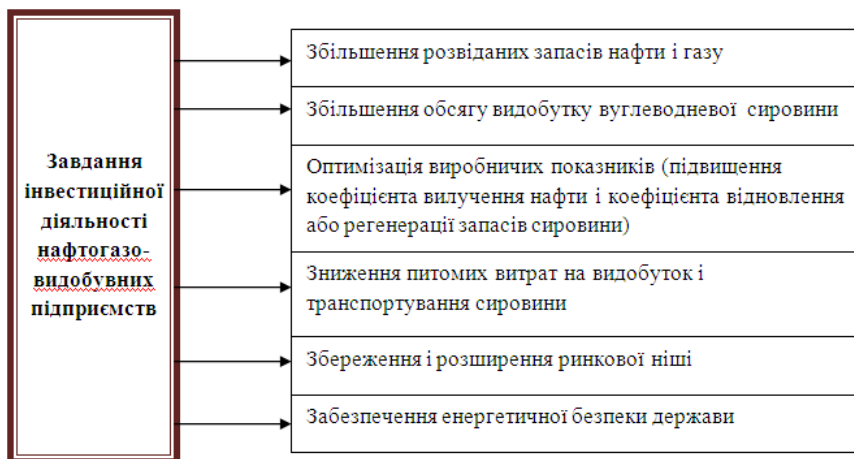 Завдання
інвестиційної
діяльності
нафтогазо-
видобувних
підприємств
Збільшення розвіданих запасів нафти і газу
Збільшення обсягу видобутку вуглеводневої сировини
Оптимізація виробничих показників (підвищення
коефіцієнта вилучення нафти і коефіцієнта відновлення
або регенерації запасів сировини)
Зниження питомих витрат на видобуток і
транспортування сировини
Збереження і розширення ринкової ніші
Забезпечення енергетичної безпеки держави